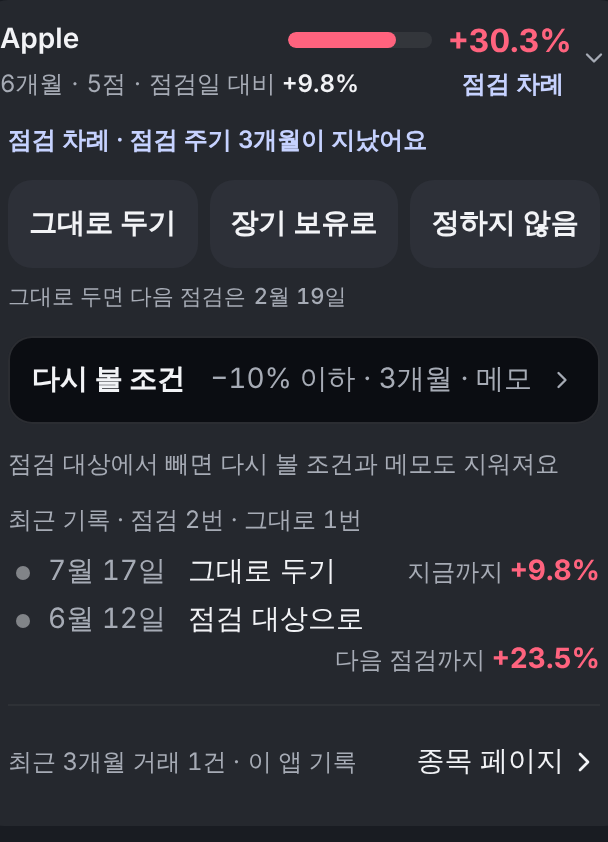 Apple +30.3%
6개월 · 5점 · 점검일 대비 +9.8% 점검 차례
점검 차례 · 점검 주기 3개월이 지났어요
그대로 두기 장기 보유로 정하지 않음
그대로 두면 다음 점검은 2월 19일
다시 볼 조건 −10% 이하 · 3개월 · 메모
점검 대상에서 빼면 다시 볼 조건과 메모도 지워져요
최근 기록 · 점검 2번 · 그대로 1번
7월 17일 그대로 두기 지금까지 +9.8%
6월 12일 점검 대상으로
다음 점검까지 +23.5%
최근 3개월 거래 1건 · 이 앱 기록 종목 페이지